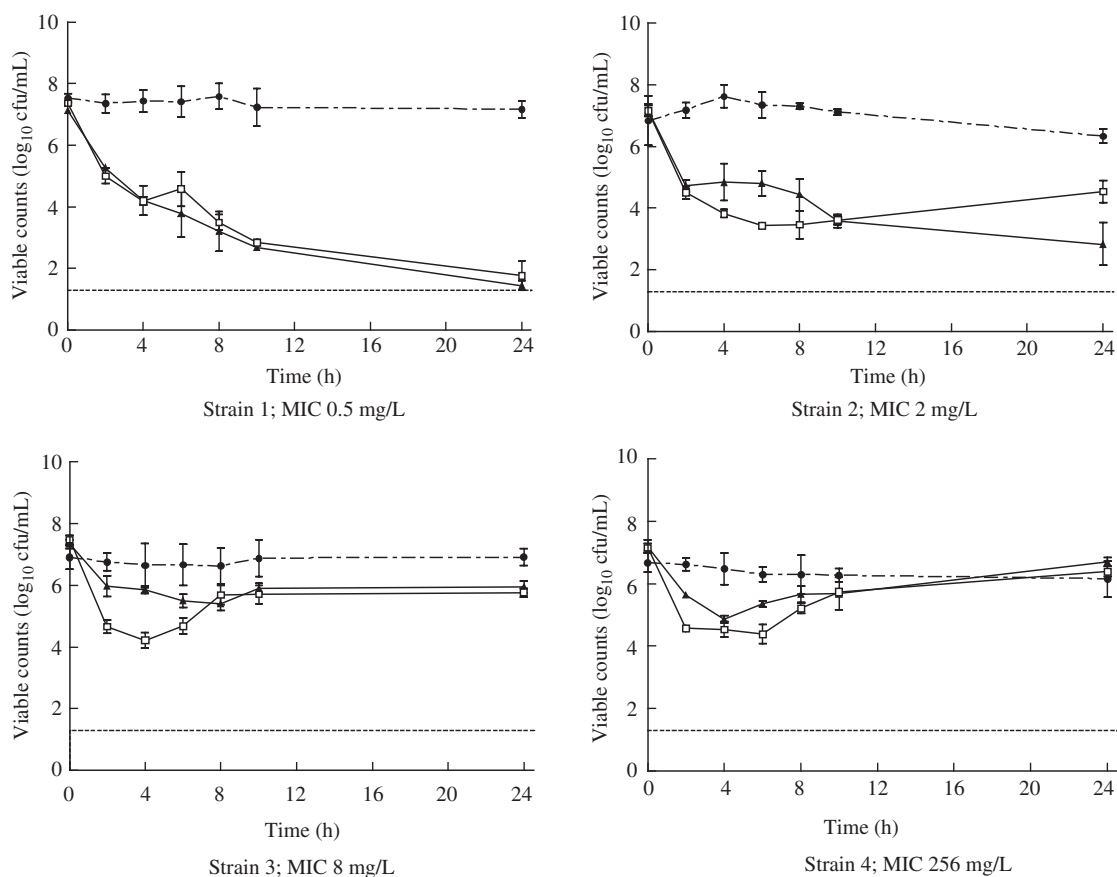 10
8
6
4
2
0
Viable counts (log10 cfu/mL)
0 4 8 12 16 20 24
Time (h)
Strain 1; MIC 0.5 mg/L
10
8
6
4
2
0
Viable counts (log10 cfu/mL)
0 4 8 12 16 20 24
Time (h)
Strain 2; MIC 2 mg/L
10
8
6
4
2
0
Viable counts (log10 cfu/mL)
0 4 8 12 16 20 24
Time (h)
Strain 3; MIC 8 mg/L
10
8
6
4
2
0
Viable counts (log10 cfu/mL)
0 4 8 12 16 20 24
Time (h)
Strain 4; MIC 256 mg/L